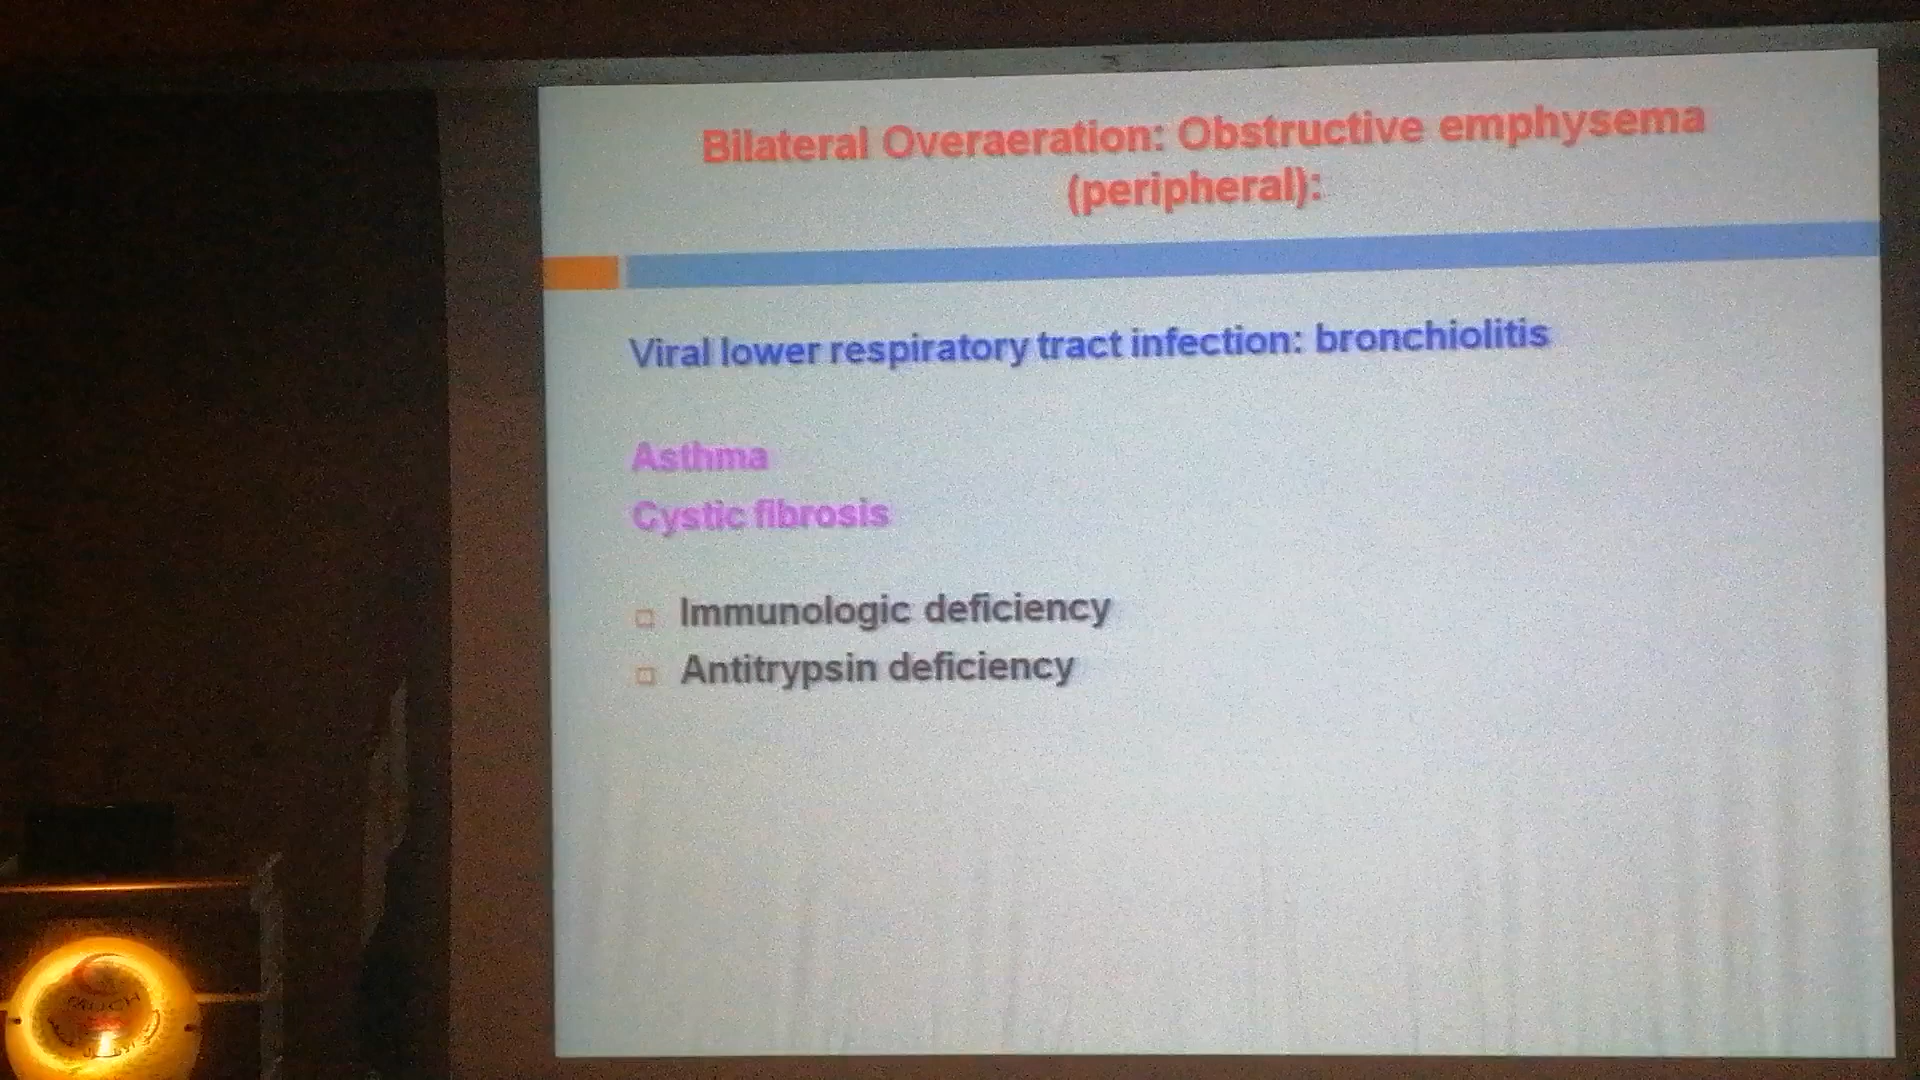 Bilateral Overaeration: Obstructive emphysema
(peripheral):
Viral lower respiratory tract infection: bronchiolitis
Asthma
Cystic fibrosis
Immunologic deficiency
Antitrypsin deficiency